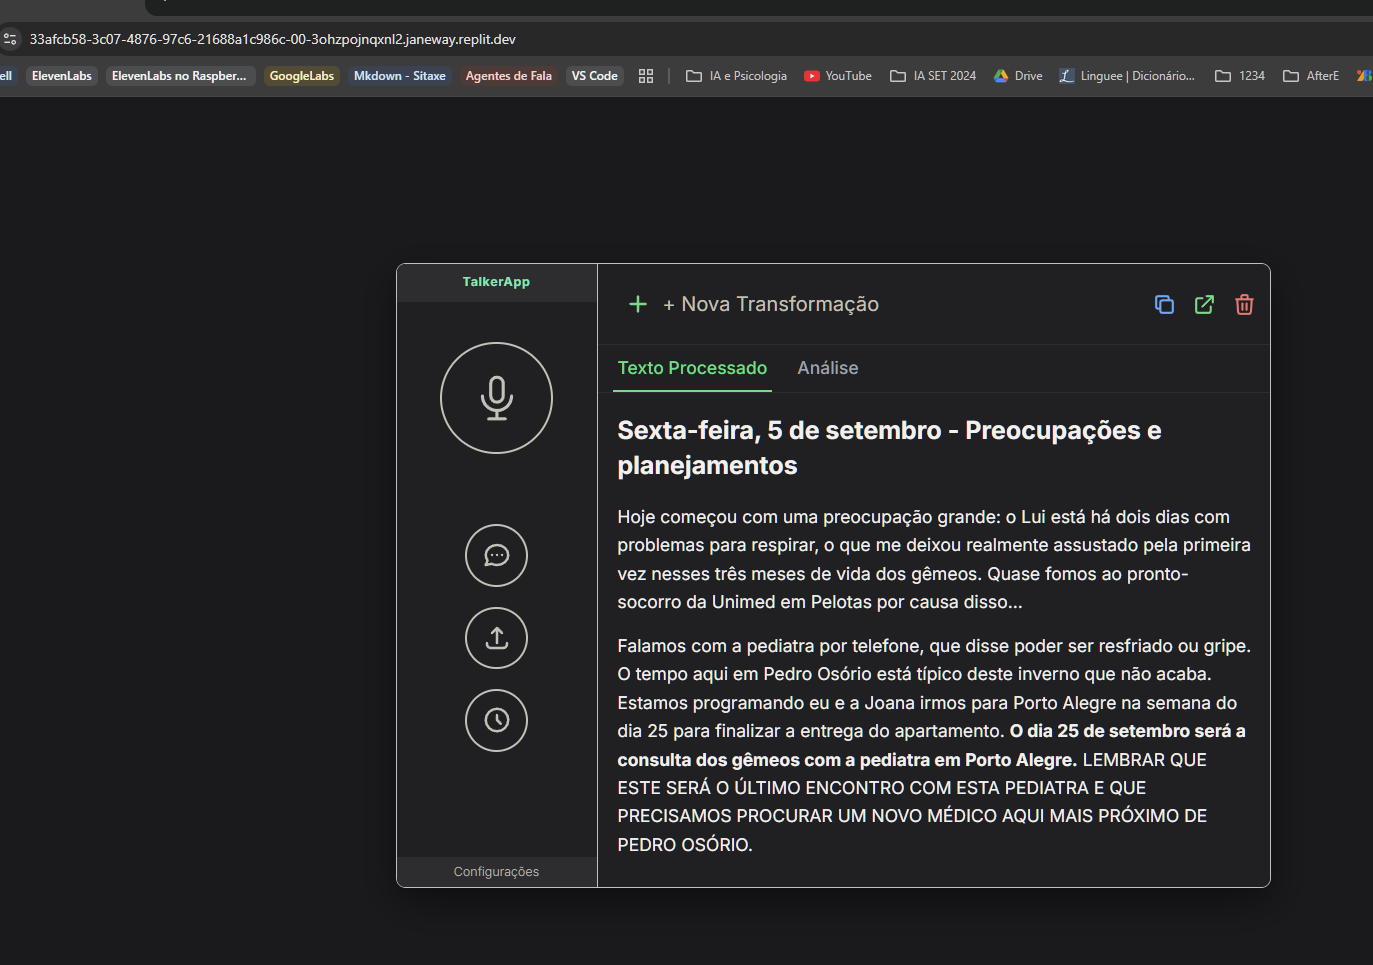 33afcb58-3c07-4876-97c6-21688a1c986c-00-3ohzpojnqxnl2.janeway.replit.dev
ell ElevenLabs ElevenLabs no Raspber... GoogleLabs Mkdown - Sitaxe Agentes de Fala VS Code IA e Psicologia YouTube IA SET 2024 Drive Linguee | Dicionário... 1234 AfterE
TalkerApp
Configurações
+ Nova Transformação
Texto Processado Análise
Sexta-feira, 5 de setembro - Preocupações e
planejamentos
Hoje começou com uma preocupação grande: o Lui está há dois dias com
problemas para respirar, o que me deixou realmente assustado pela primeira
vez nesses três meses de vida dos gêmeos. Quase fomos ao pronto-
socorro da Unimed em Pelotas por causa disso...
Falamos com a pediatra por telefone, que disse poder ser resfriado ou gripe.
O tempo aqui em Pedro Osório está típico deste inverno que não acaba.
Estamos programando eu e a Joana irmos para Porto Alegre na semana do
dia 25 para finalizar a entrega do apartamento. O dia 25 de setembro será a
consulta dos gêmeos com a pediatra em Porto Alegre. LEMBRAR QUE
ESTE SERÁ O ÚLTIMO ENCONTRO COM ESTA PEDIATRA E QUE
PRECISAMOS PROCURAR UM NOVO MÉDICO AQUI MAIS PRÓXIMO DE
PEDRO OSÓRIO.